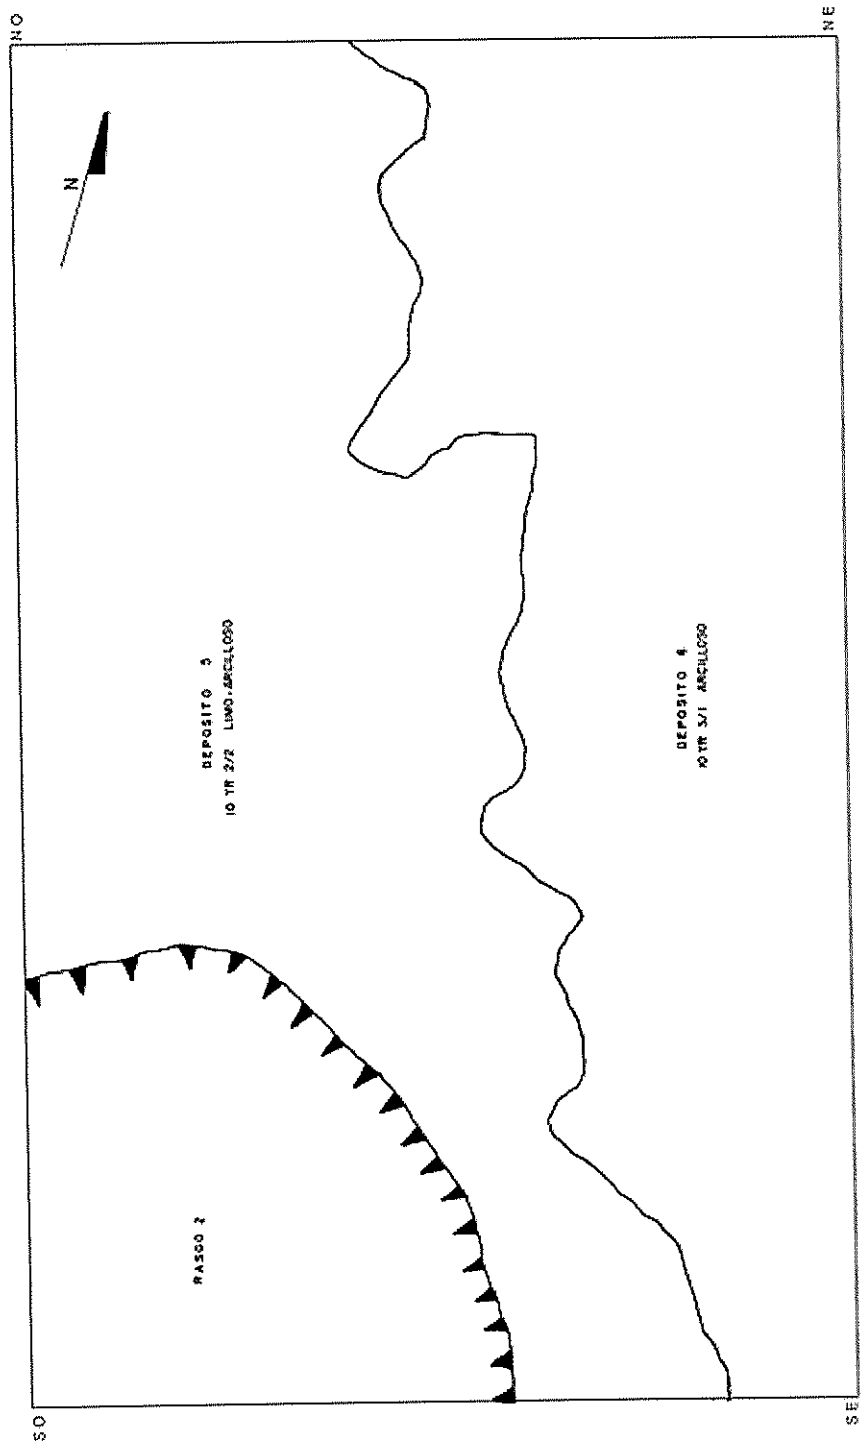 NO
NE
N
DEPOSITO 5
10 YR 2/2 LIMO-ARCILLOSO
DEPOSITO 6
10 YR 3/1 ARCILLOSO
RASGO 2
SO
SE